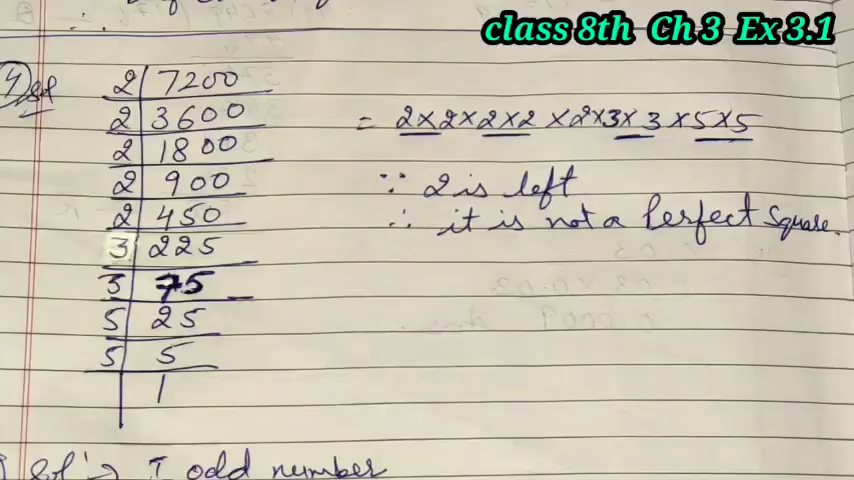 class 8th Ch 3 Ex 3.1
4) Sol
2 | 7200
2 | 3600
2 | 1800
2 | 900
2 | 450
3 | 225
3 | 75
5 | 25
5 | 5
| 1
= 2×2×2×2×2×3×3×5×5
∵ 2 is left
∴ it is not a Perfect Square.
Sol → I odd number